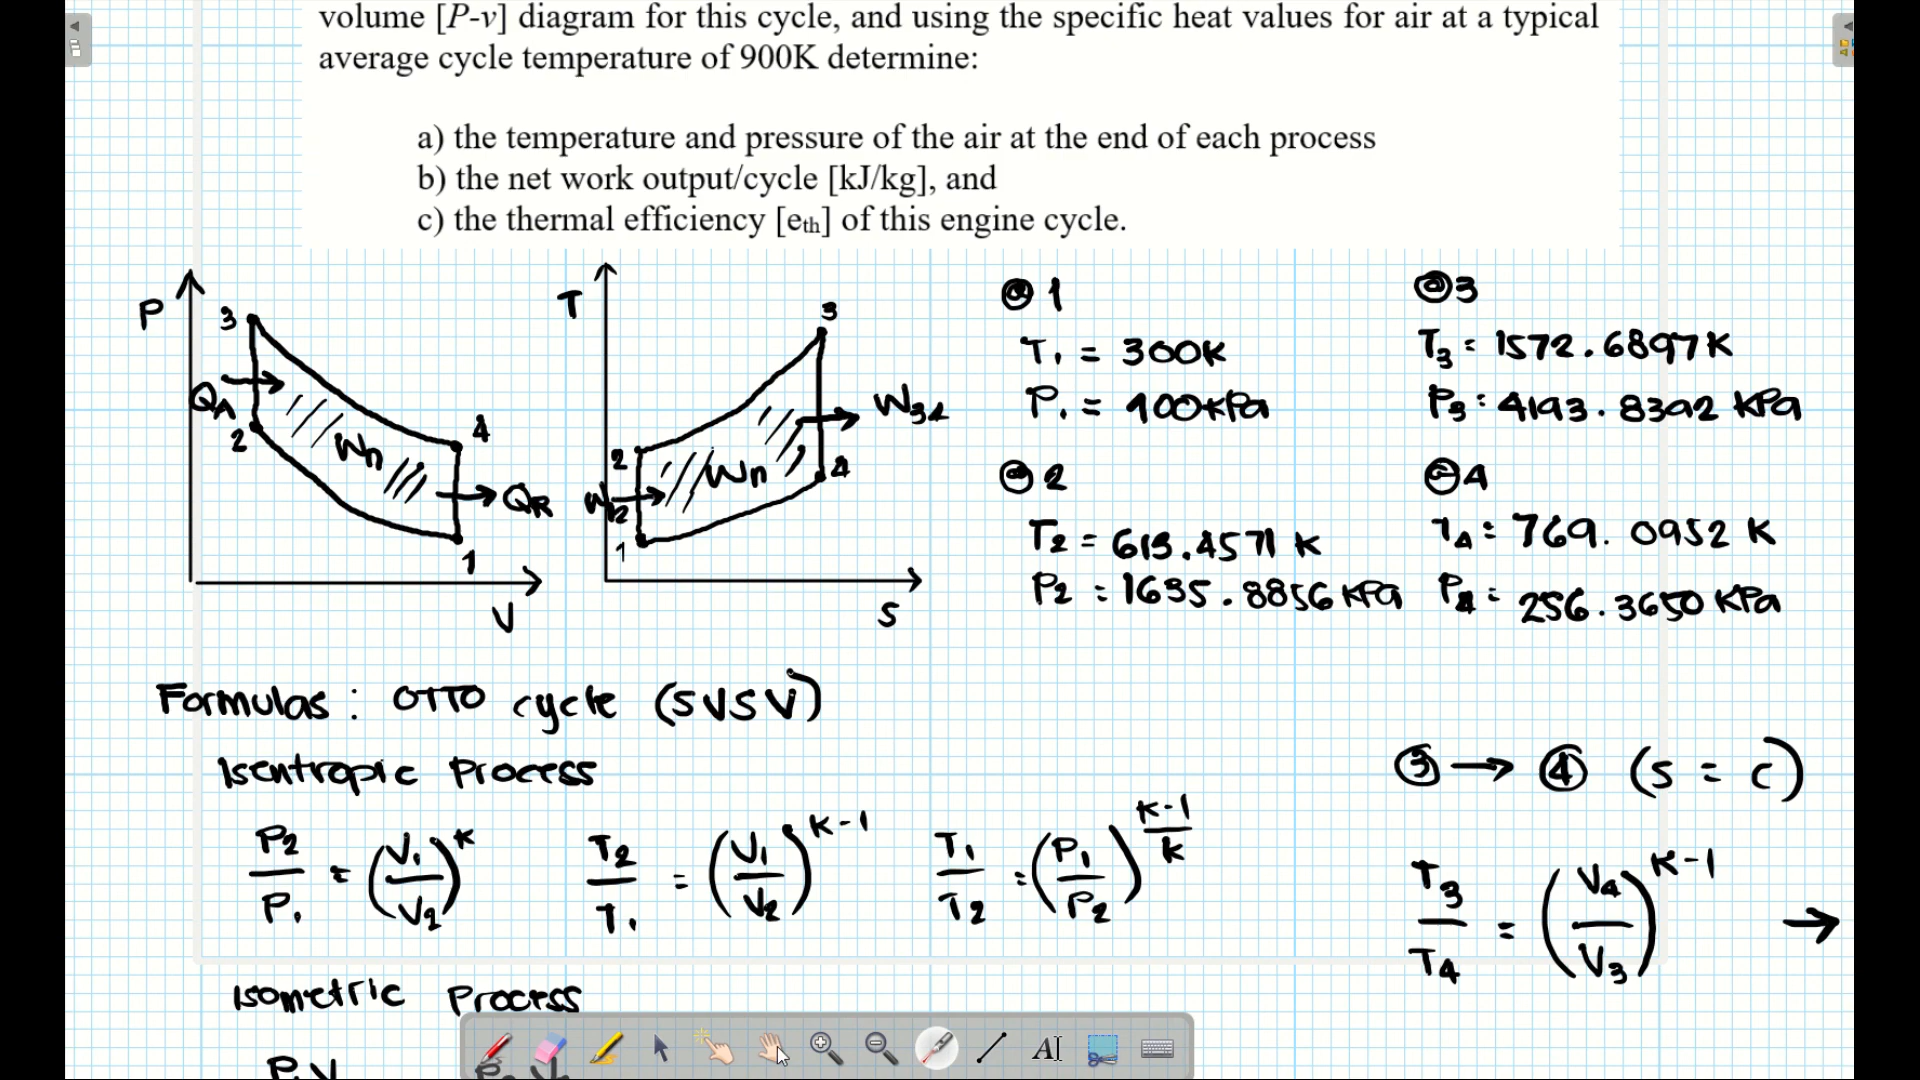 volume [P-v] diagram for this cycle, and using the specific heat values for air at a typical
average cycle temperature of 900K determine:
a) the temperature and pressure of the air at the end of each process
b) the net work output/cycle [kJ/kg], and
c) the thermal efficiency [eth] of this engine cycle.
P
3
QA
2
Wn
4
QR
1
V
T
3
W34
2
Wn
4
W12
1
S
@ 1
T1 = 300K
P1 = 100kPa
@ 2
T2 = 613.4571 K
P2 = 1635.8856 kPa
@ 3
T3 = 1572.6897 K
P3 = 4193.8392 kPa
@ 4
T4 = 769.0952 K
P4 = 256.3650 kPa
Formulas: OTTO cycle (SVSV)
Isentropic Process
P2/P1 = (V1/V2)^K
T2/T1 = (V1/V2)^K-1
T1/T2 = (P1/P2)^K-1/K
③ → ④ (S = C)
T3/T4 = (V4/V3)^K-1 →
Isometric Process
AI